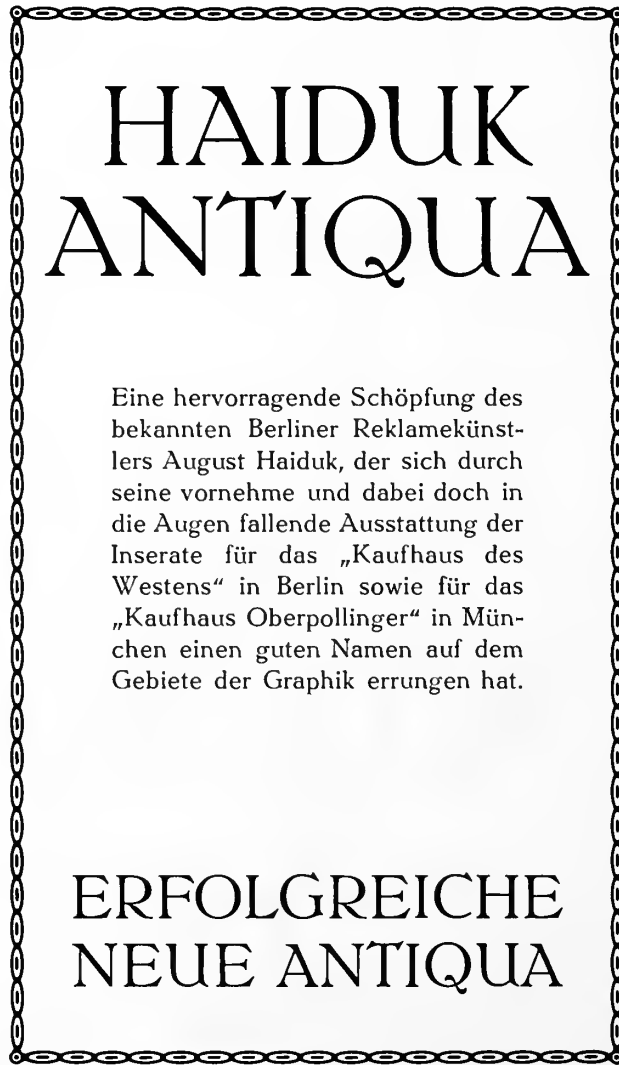 HAIDUK
ANTIQUA
Eine hervorragende Schöpfung des
bekannten Berliner Reklamekünst-
lers August Haiduk, der sich durch
seine vornehme und dabei doch in
die Augen fallende Ausstattung der
Inserate für das „Kaufhaus des
Westens“ in Berlin sowie für das
„Kaufhaus Oberpollinger“ in Mün-
chen einen guten Namen auf dem
Gebiete der Graphik errungen hat.
ERFOLGREICHE
NEUE ANTIQUA